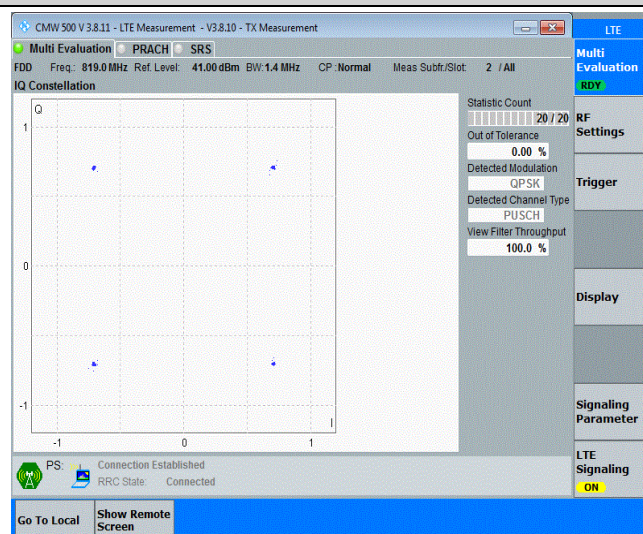 CMW 500 V 3.8.11 - LTE Measurement - V3.8.10 - TX Measurement
LTE
Multi Evaluation PRACH SRS
Multi
Evaluation
RDY
FDD Freq.: 819.0 MHz Ref. Level: 41.00 dBm BW: 1.4 MHz CP : Normal Meas Subfr./Slot: 2 / All
IQ Constellation
Q
1
0
-1
-1
0
1
I
Statistic Count
20 / 20
Out of Tolerance
0.00 %
Detected Modulation
QPSK
Detected Channel Type
PUSCH
View Filter Throughput
100.0 %
RF
Settings
Trigger
Display
Signaling
Parameter
LTE
Signaling
ON
PS: Connection Established
RRC State: Connected
Go To Local
Show Remote
Screen